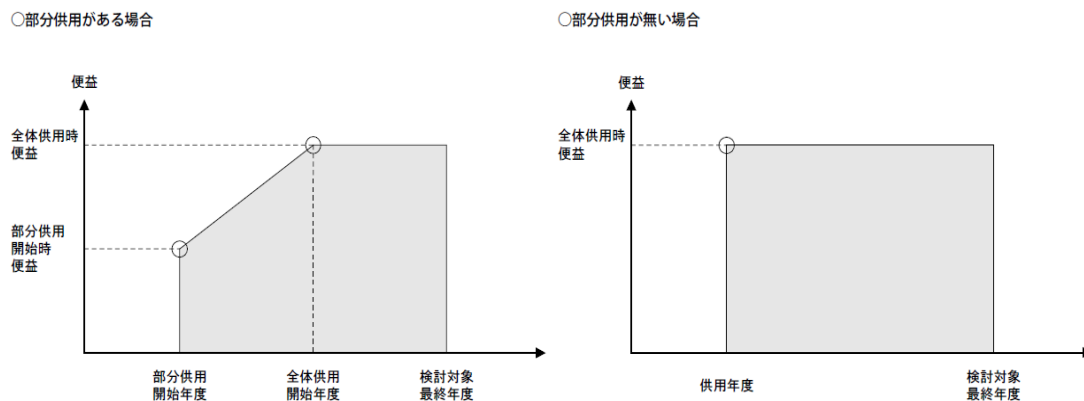 ○部分供用がある場合
便益
全体供用時
便益
部分供用
開始時
便益
部分供用
開始年度
全体供用
開始年度
検討対象
最終年度
○部分供用が無い場合
便益
全体供用時
便益
供用年度
検討対象
最終年度